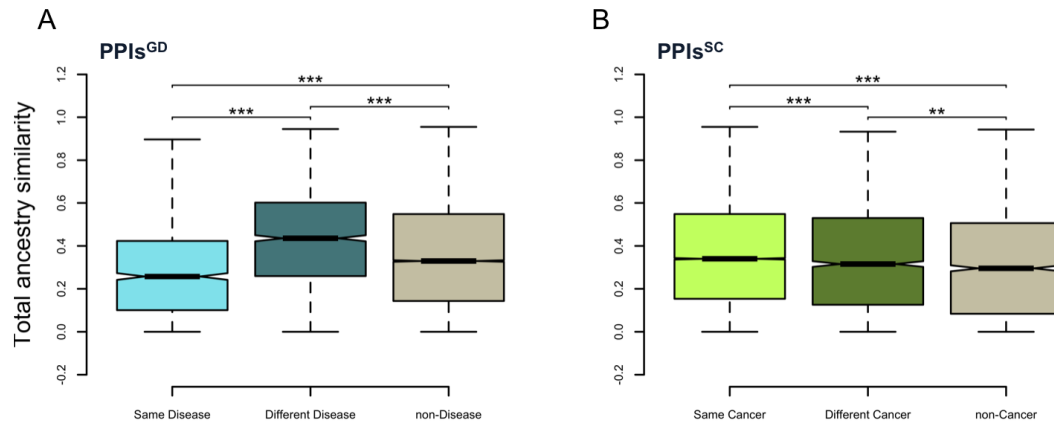 A
B
PPIsGD
PPIsSC
Total ancestry similarity
1.2
1.0
0.8
0.6
0.4
0.2
0.0
-0.2
***
***
***
Same Disease
Different Disease
non-Disease
1.2
1.0
0.8
0.6
0.4
0.2
0.0
-0.2
***
***
**
Same Cancer
Different Cancer
non-Cancer